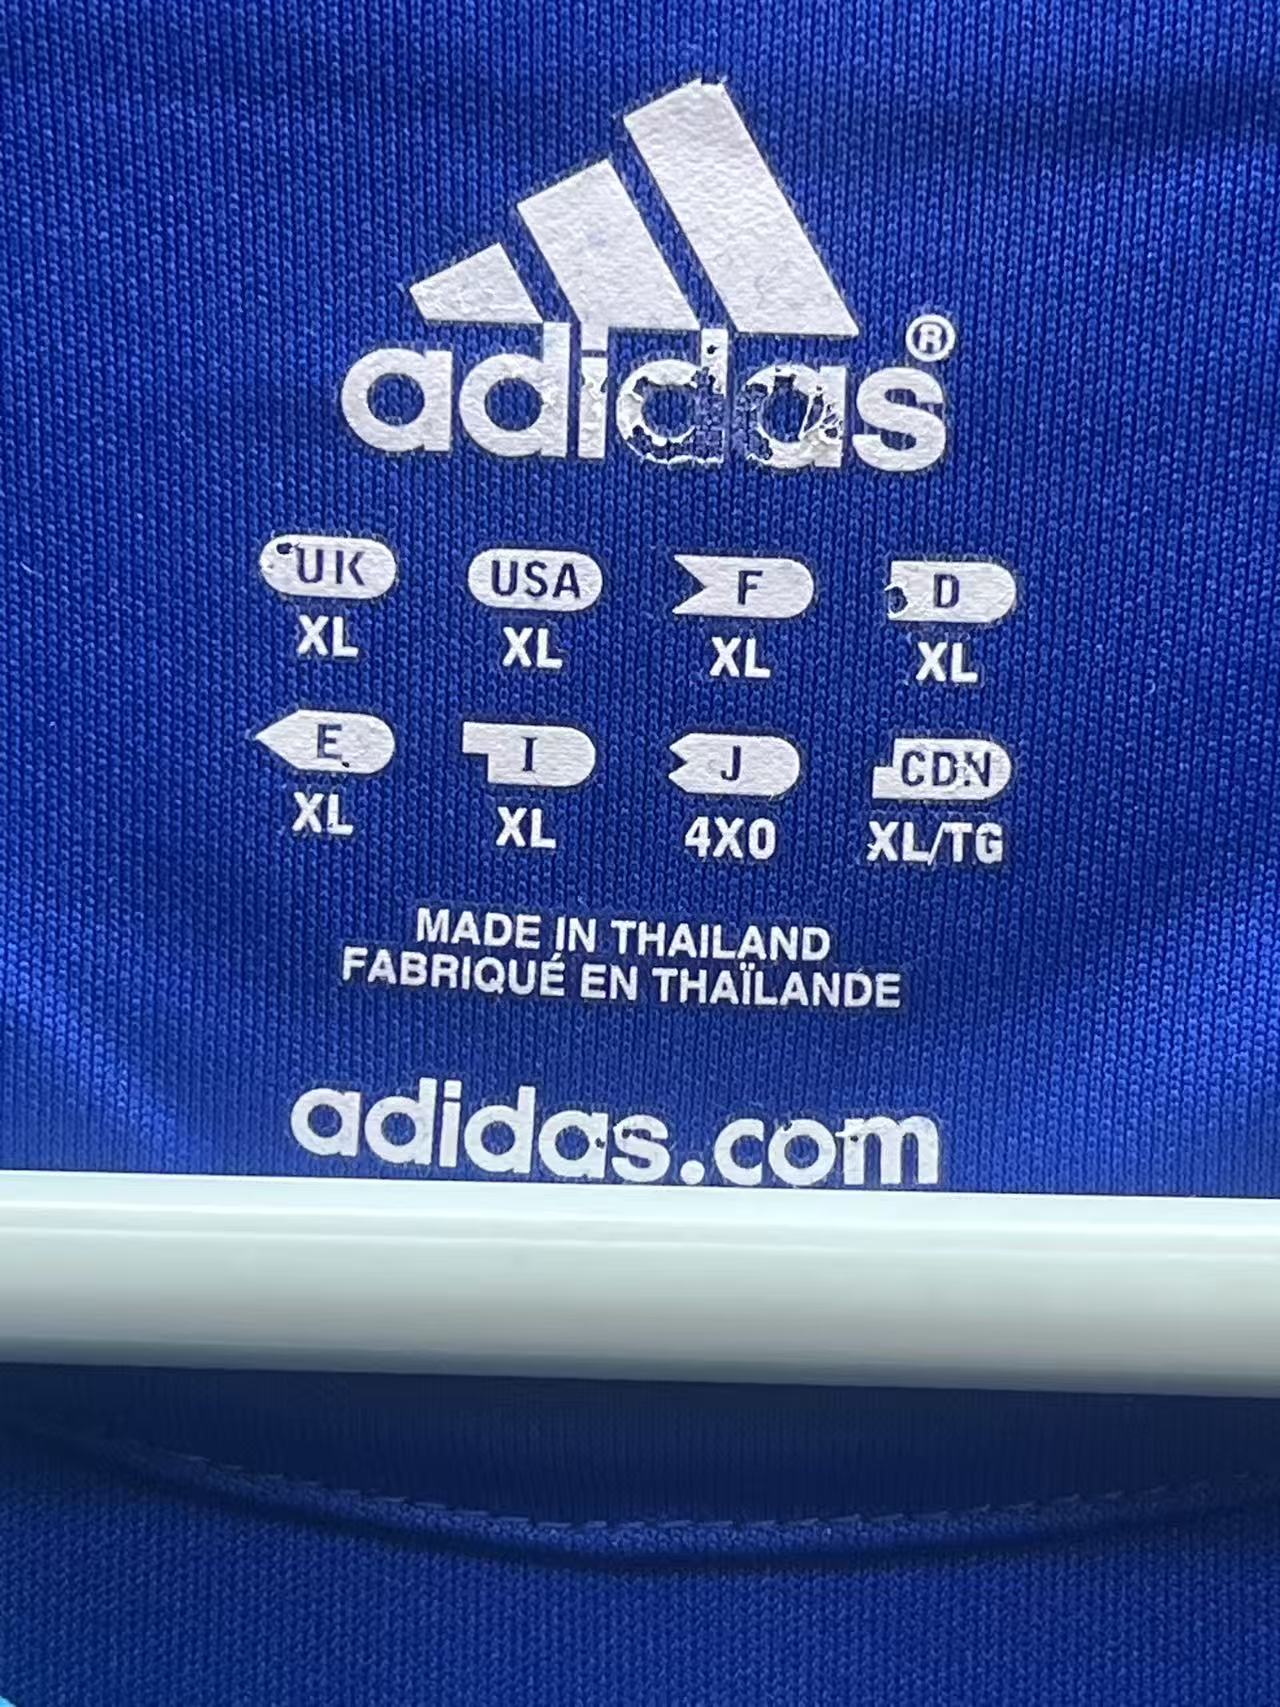 adidas®
UK USA F D
XL XL XL XL
E I J CDN
XL XL 4XO XL/TG
MADE IN THAILAND
FABRIQUÉ EN THAÏLANDE
adidas.com